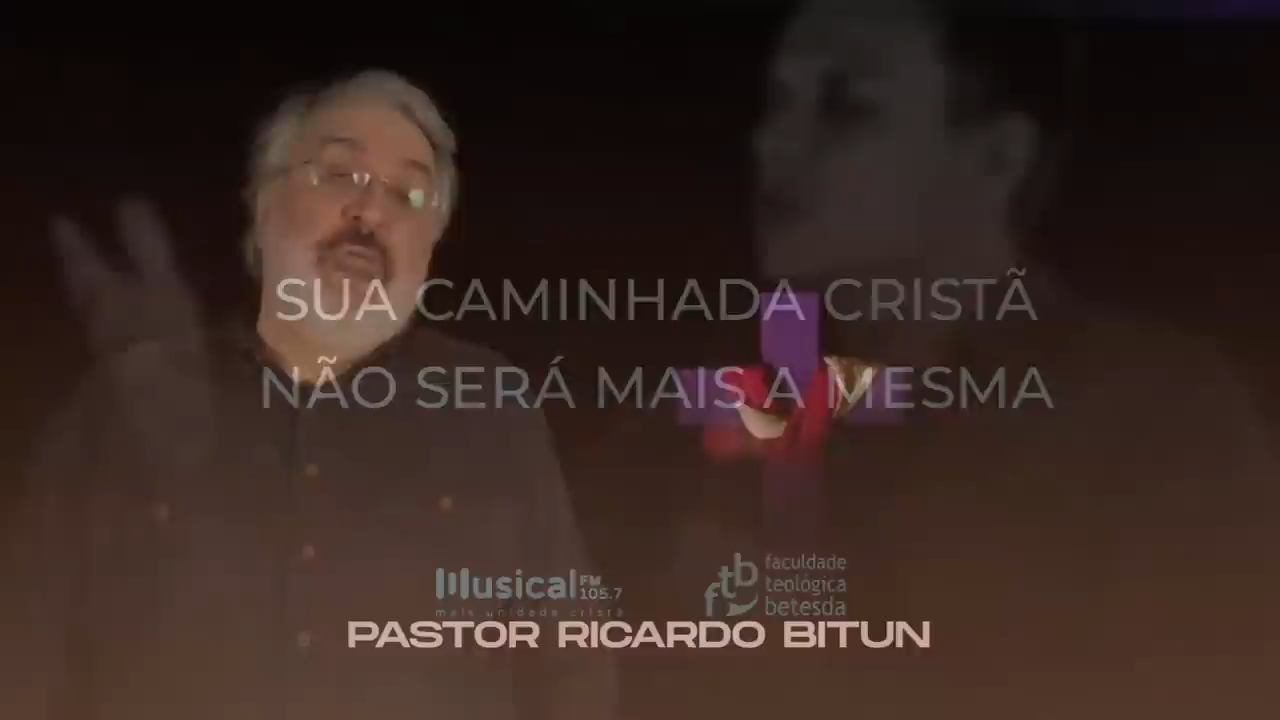 SUA CAMINHADA CRISTÃ
NÃO SERÁ MAIS A MESMA
Musical FM 105.7
mais unidade cristã
ftb faculdade teológica betesda
PASTOR RICARDO BITUN